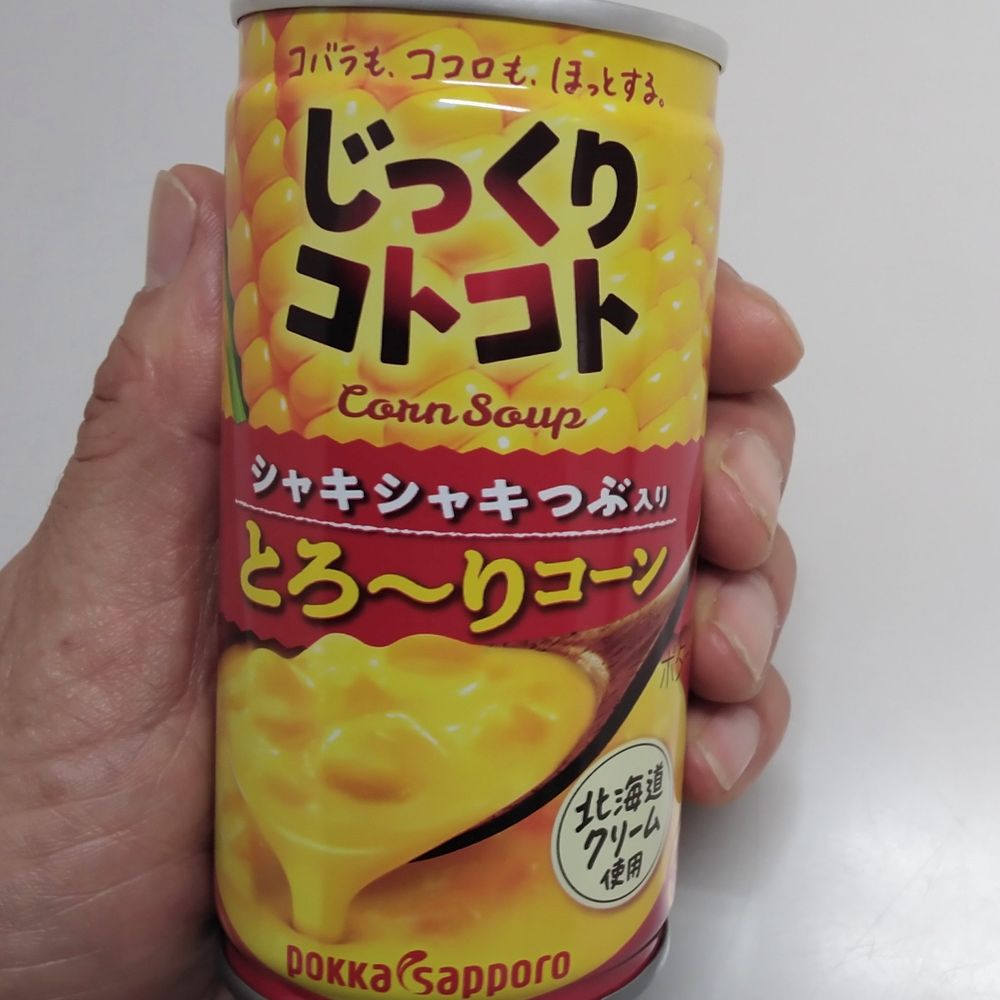 コバラも、ココロも、ほっとする。
じっくり
コトコト
Corn Soup
シャキシャキつぶ入り
とろ～りコーン
北海道
クリーム
使用
POKKA SAPPORO